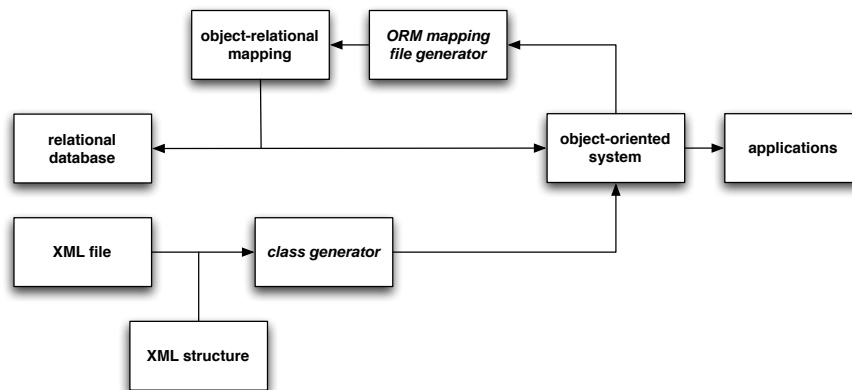 object-relational
mapping
ORM mapping
file generator
relational
database
object-oriented
system
applications
XML file
class generator
XML structure